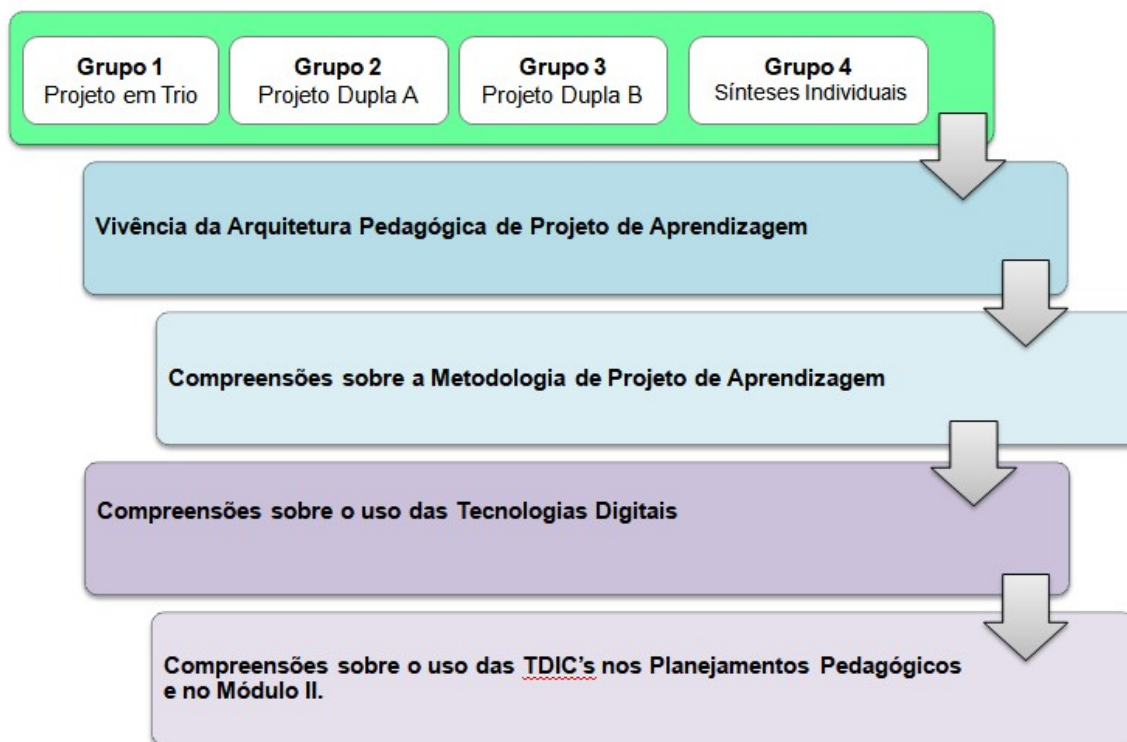 Grupo 1
Projeto em Trio
Grupo 2
Projeto Dupla A
Grupo 3
Projeto Dupla B
Grupo 4
Sínteses Individuais
Vivência da Arquitetura Pedagógica de Projeto de Aprendizagem
Compreensões sobre a Metodologia de Projeto de Aprendizagem
Compreensões sobre o uso das Tecnologias Digitais
Compreensões sobre o uso das TDIC's nos Planejamentos Pedagógicos
e no Módulo II.